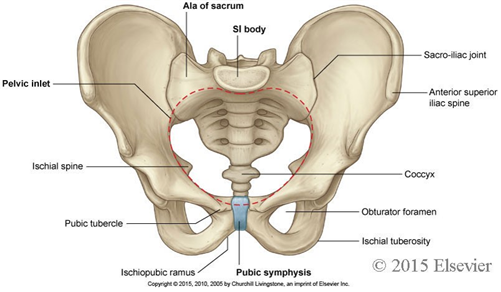 Ala of sacrum
SI body
Sacro-iliac joint
Pelvic inlet
Anterior superior
iliac spine
Ischial spine
Coccyx
Pubic tubercle
Obturator foramen
Ischial tuberosity
Ischiopubic ramus
Pubic symphysis
© 2015 Elsevier
Copyright © 2015, 2010, 2005 by Churchill Livingstone, an imprint of Elsevier Inc.